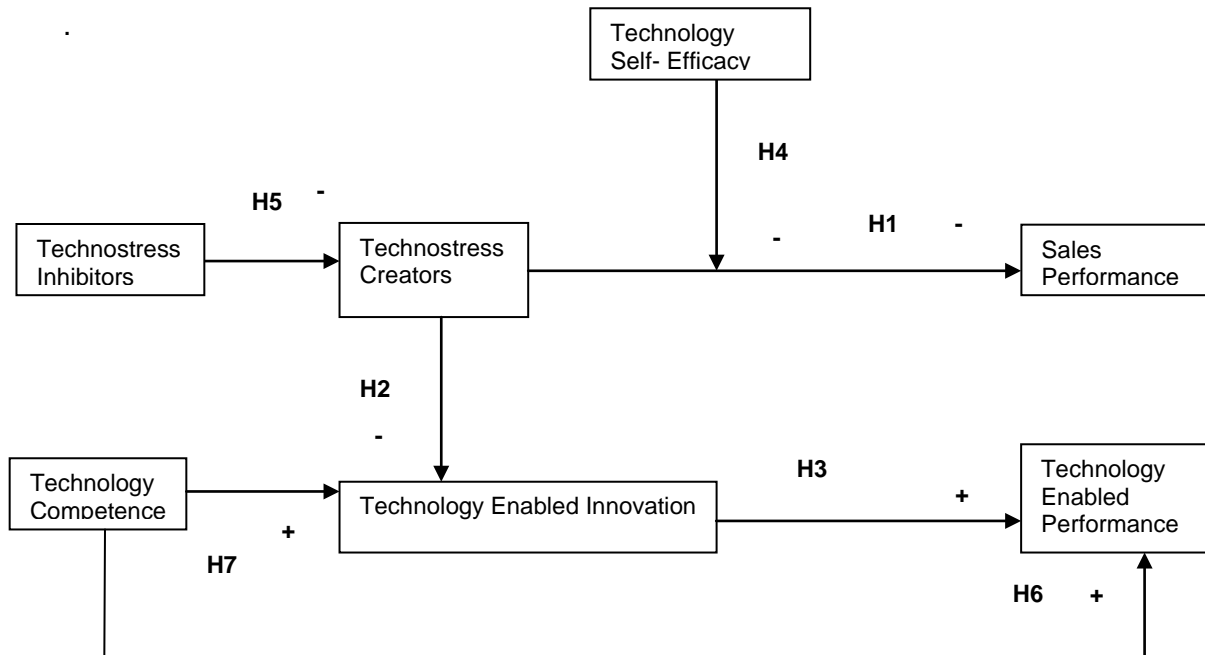 .
Technology
Self- Efficacy
H4
H5 -
Technostress
Inhibitors
Technostress
Creators
- H1 -
Sales
Performance
H2
-
Technology
Competence
+
H7
Technology Enabled Innovation
H3
+
Technology
Enabled
Performance
H6 +